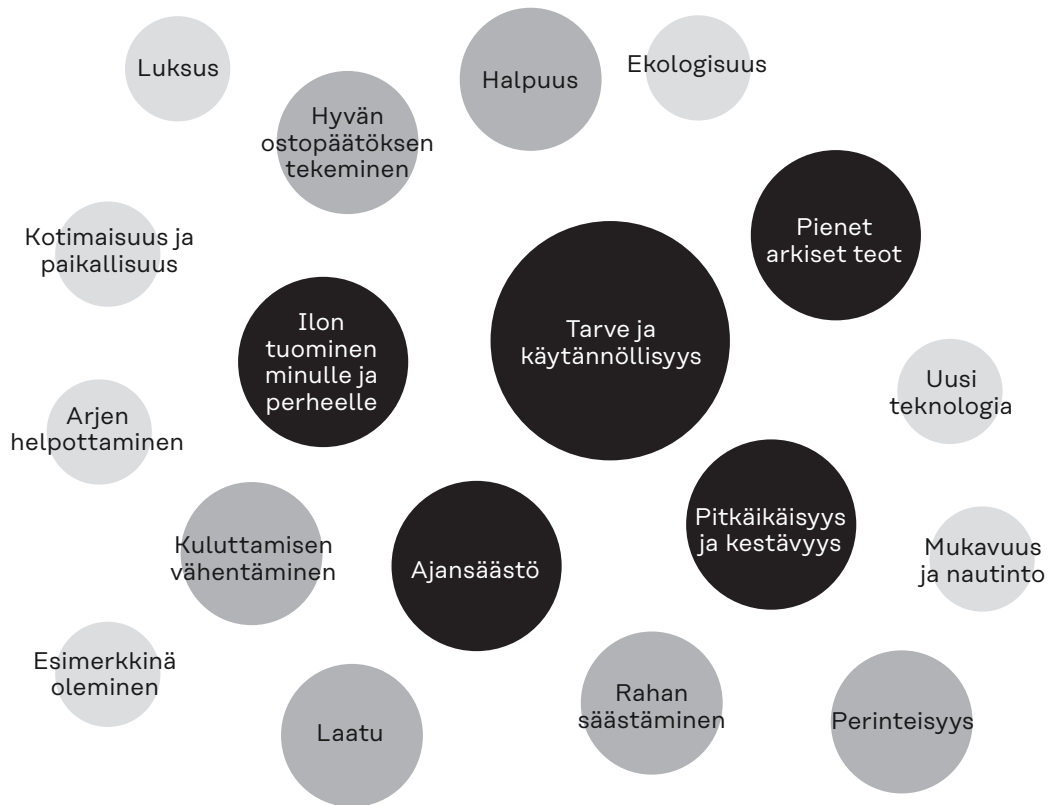 Luksus
Hyvän
ostopäätöksen
tekeminen
Halpuus
Ekologisuus
Kotimaisuus ja
paikallisuus
Ilon
tuominen
minulle ja
perheelle
Tarve ja
käytännöllisyys
Pienet
arkiset teot
Arjen
helpottaminen
Uusi
teknologia
Kuluttamisen
vähentäminen
Ajansäästö
Pitkäikäisyys
ja kestävyys
Mukavuus
ja nautinto
Esimerkkinä
oleminen
Laatu
Rahan
säästäminen
Perinteisyys